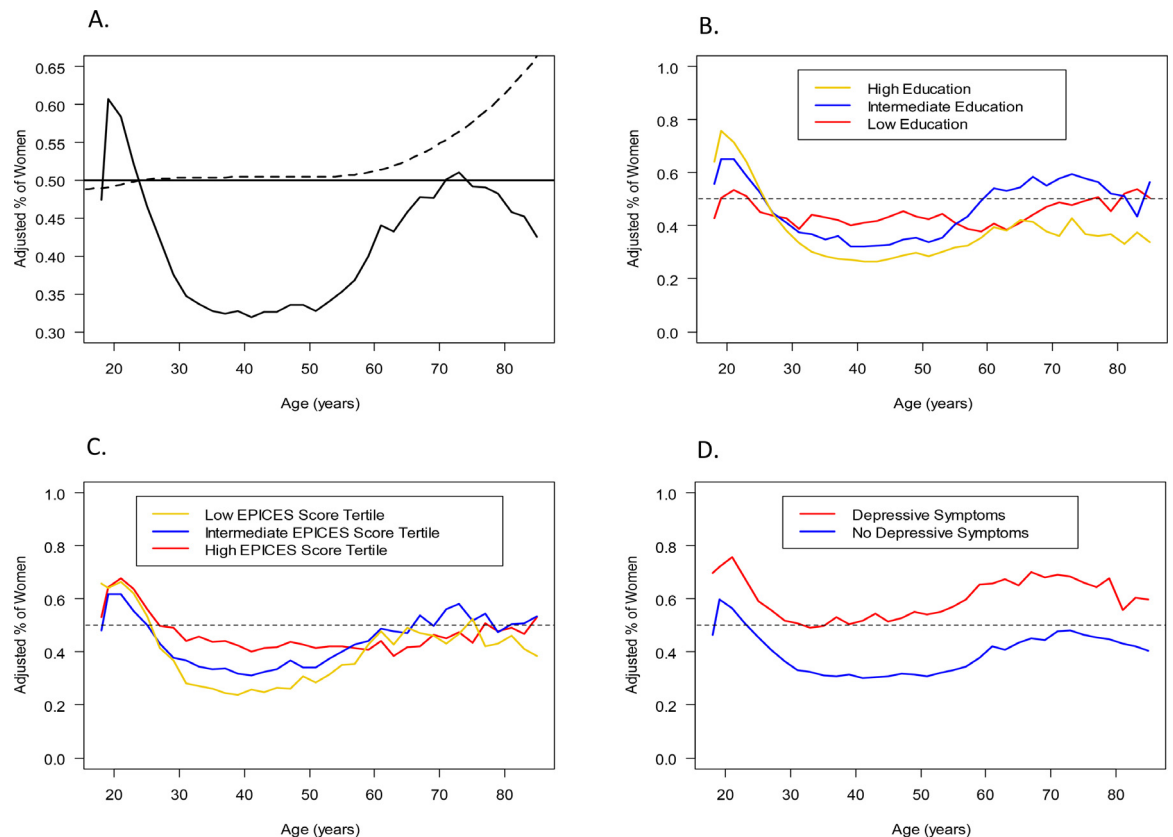 A.
0.65
0.60
0.55
0.50
0.45
0.40
0.35
0.30
Adjusted % of Women
20 30 40 50 60 70 80
Age (years)
B.
1.0
0.8
0.6
0.4
0.2
0.0
Adjusted % of Women
High Education
Intermediate Education
Low Education
20 30 40 50 60 70 80
Age (years)
C.
1.0
0.8
0.6
0.4
0.2
0.0
Adjusted % of Women
Low EPICES Score Tertile
Intermediate EPICES Score Tertile
High EPICES Score Tertile
20 30 40 50 60 70 80
Age (years)
D.
1.0
0.8
0.6
0.4
0.2
0.0
Adjusted % of Women
Depressive Symptoms
No Depressive Symptoms
20 30 40 50 60 70 80
Age (years)